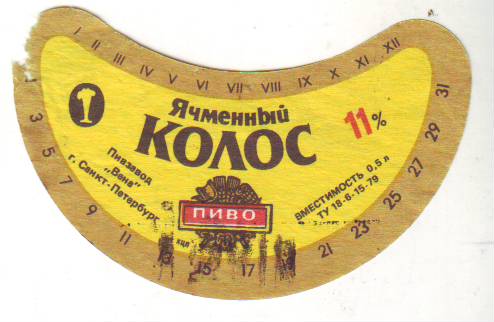 I II III IV V VI VII VIII IX X XI XII
Ячменный
КОЛОС
11%
Пивзавод
„Вена"
г. Санкт-Петербург
ПИВО
ВМЕСТИМОСТЬ 0,5 л
ТУ 18-6-15-79
3 5 7 9 11 13 15 17 21 23 25 27 29 31